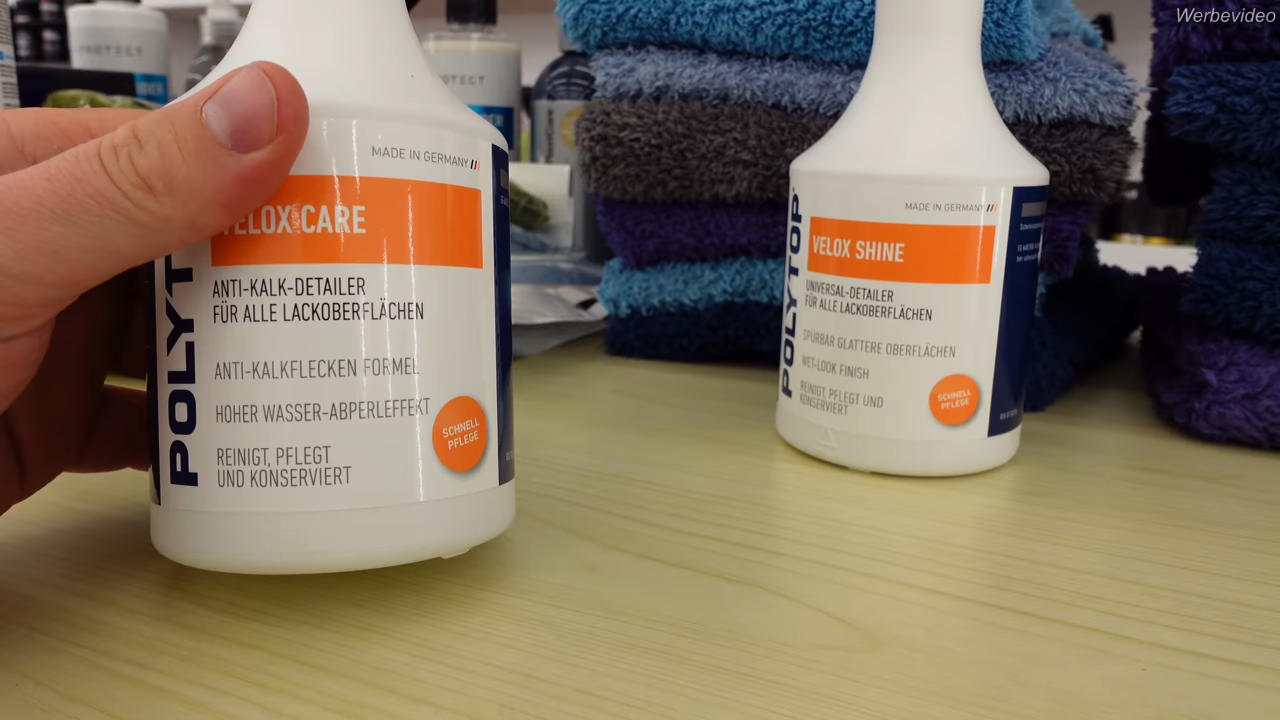 Werbevideo
PROTECT
MADE IN GERMANY
VELOX CARE
POLYTOP
ANTI-KALK-DETAILER
FÜR ALLE LACKOBERFLÄCHEN
ANTI-KALKFLECKEN FORMEL
HOHER WASSER-ABPERLEFFEKT
REINIGT, PFLEGT
UND KONSERVIERT
SCHNELL
PFLEGE
MADE IN GERMANY
VELOX SHINE
POLYTOP
UNIVERSAL-DETAILER
FÜR ALLE LACKOBERFLÄCHEN
SPÜRBAR GLATTERE OBERFLÄCHEN
WET-LOOK FINISH
REINIGT, PFLEGT UND
KONSERVIERT
SCHNELL
PFLEGE